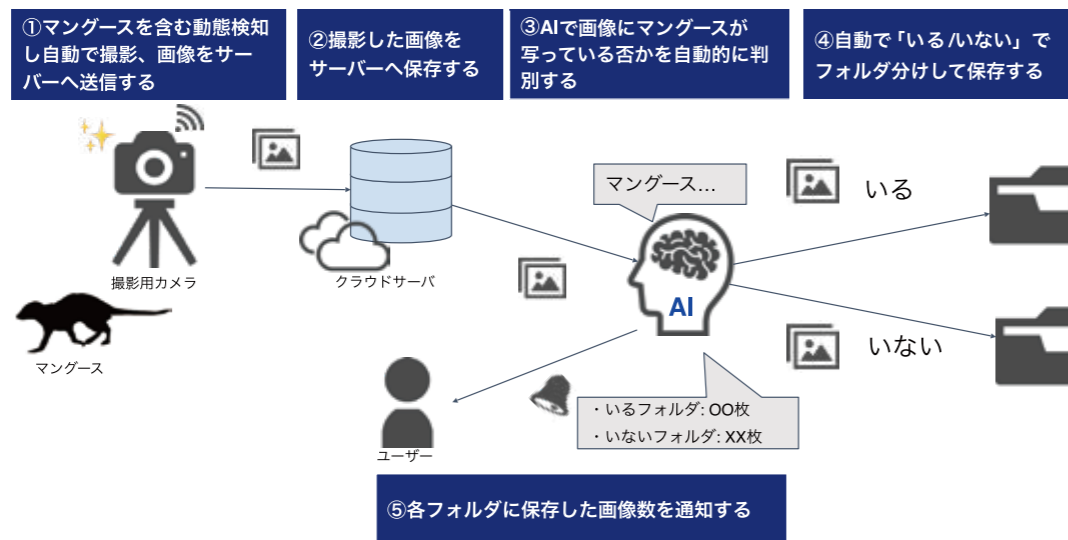 ①マングースを含む動態検知
し自動で撮影、画像をサー
バーへ送信する
②撮影した画像を
サーバーへ保存する
③AIで画像にマングースが
写っている否かを自動的に判
別する
④自動で「いる/いない」で
フォルダ分けして保存する
マングース…
いる
撮影用カメラ
クラウドサーバ
AI
マングース
いない
・いるフォルダ: OO枚
・いないフォルダ: XX枚
ユーザー
⑤各フォルダに保存した画像数を通知する